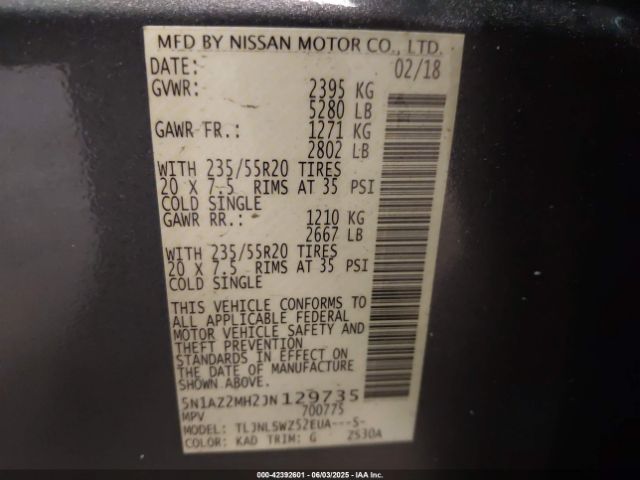 MFD BY NISSAN MOTOR CO., LTD.
DATE: 02/18
GVWR: 2395 KG
5280 LB
GAWR FR.: 1271 KG
2802 LB
WITH 235/55R20 TIRES
20 X 7.5 RIMS AT 35 PSI
COLD SINGLE
GAWR RR.: 1210 KG
2667 LB
WITH 235/55R20 TIRES
20 X 7.5 RIMS AT 35 PSI
COLD SINGLE
THIS VEHICLE CONFORMS TO
ALL APPLICABLE FEDERAL
MOTOR VEHICLE SAFETY AND
THEFT PREVENTION
STANDARDS IN EFFECT ON
THE DATE OF MANUFACTURE
SHOWN ABOVE.
5N1AZ2MH2JN129735
MPV 700775
MODEL: TLJNLSWZ52EUA---S-
COLOR: KAD TRIM: G Z530A
000-42392601 06/03/2025 - IAA Inc.